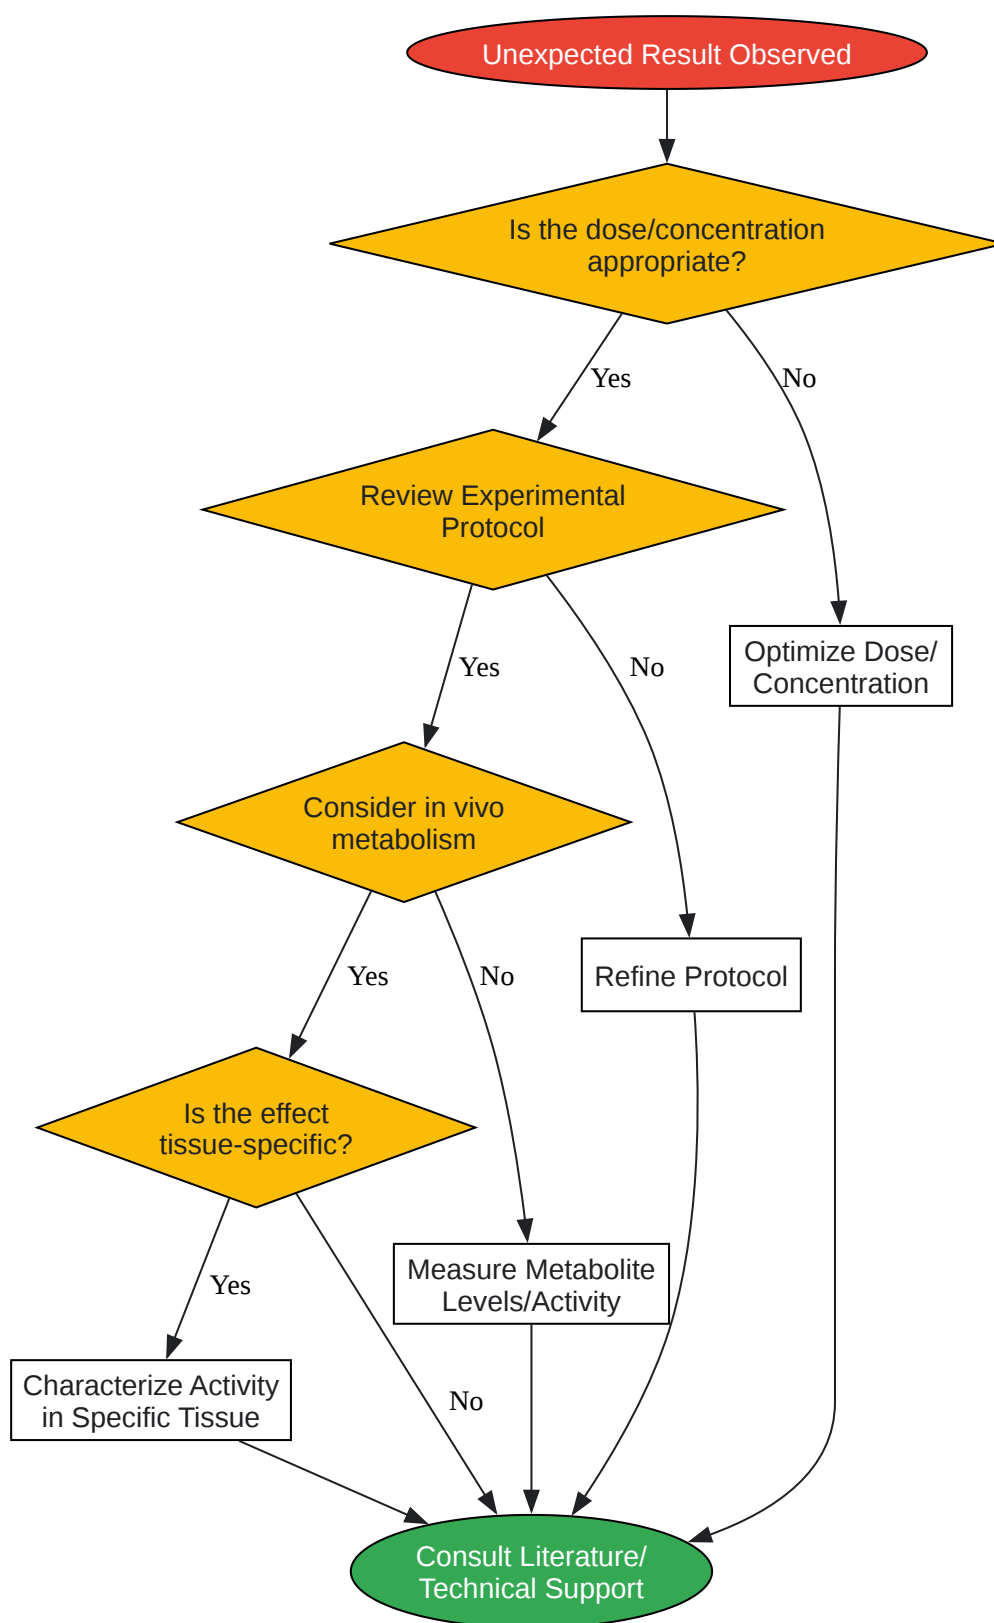 Unexpected Result Observed
Is the dose/concentration
appropriate?
Yes
No
Review Experimental
Protocol
Optimize Dose/
Concentration
Yes
No
Consider in vivo
metabolism
Refine Protocol
Yes
No
Is the effect
tissue-specific?
Measure Metabolite
Levels/Activity
Yes
Characterize Activity
in Specific Tissue
No
Consult Literature/
Technical Support